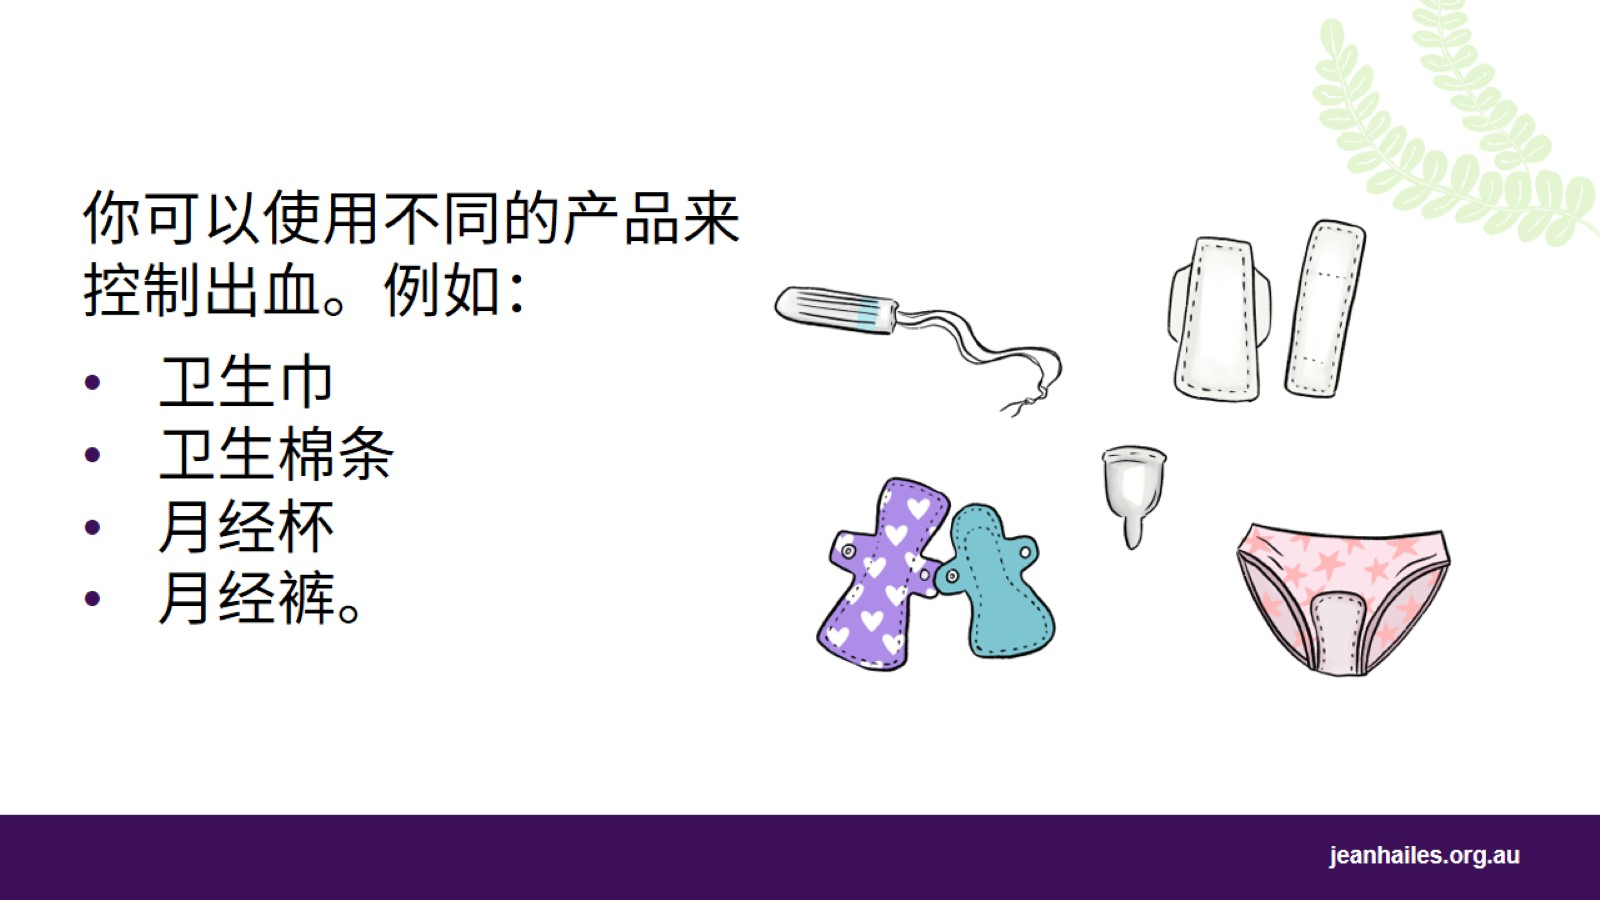 你可以使用不同的产品来
控制出血。例如：
• 卫生巾
• 卫生棉条
• 月经杯
• 月经裤。
jeanhailes.org.au